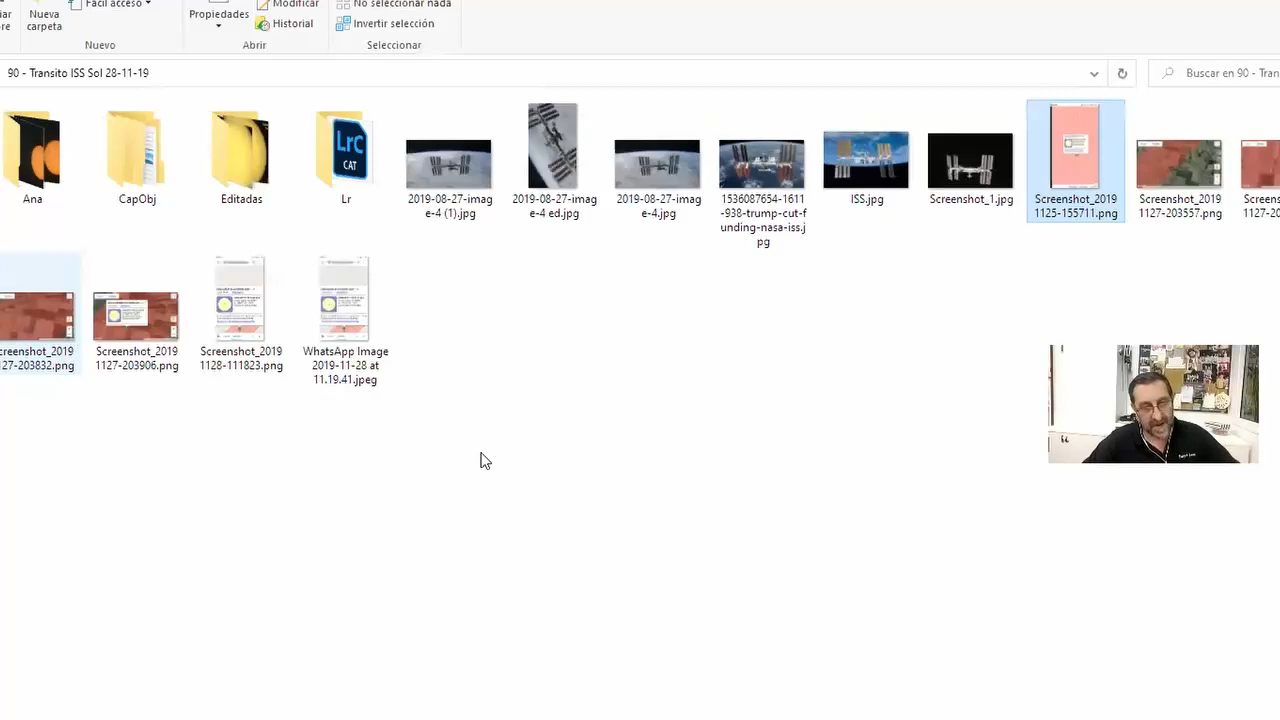 Fácil acceso
Modificar
No seleccionar nada
Nueva
carpeta
Propiedades
Historial
Invertir selección
Nuevo
Abrir
Seleccionar
90 - Transito ISS Sol 28-11-19
Buscar en 90 - Tran
Ana
CapObj
Editadas
Lrc
CAT
Lr
2019-08-27-imag
e-4 (1).jpg
2019-08-27-imag
e-4 ed.jpg
2019-08-27-imag
e-4.jpg
1536087654-1611
-938-trump-cut-f
unding-nasa-iss.j
pg
ISS.jpg
Screenshot_1.jpg
Screenshot_2019
1125-155711.png
Screenshot_2019
1127-203557.png
Screens
1127-20
creenshot_2019
127-203832.png
Screenshot_2019
1127-203906.png
Screenshot_2019
1128-111823.png
WhatsApp Image
2019-11-28 at
11.19.41.jpeg